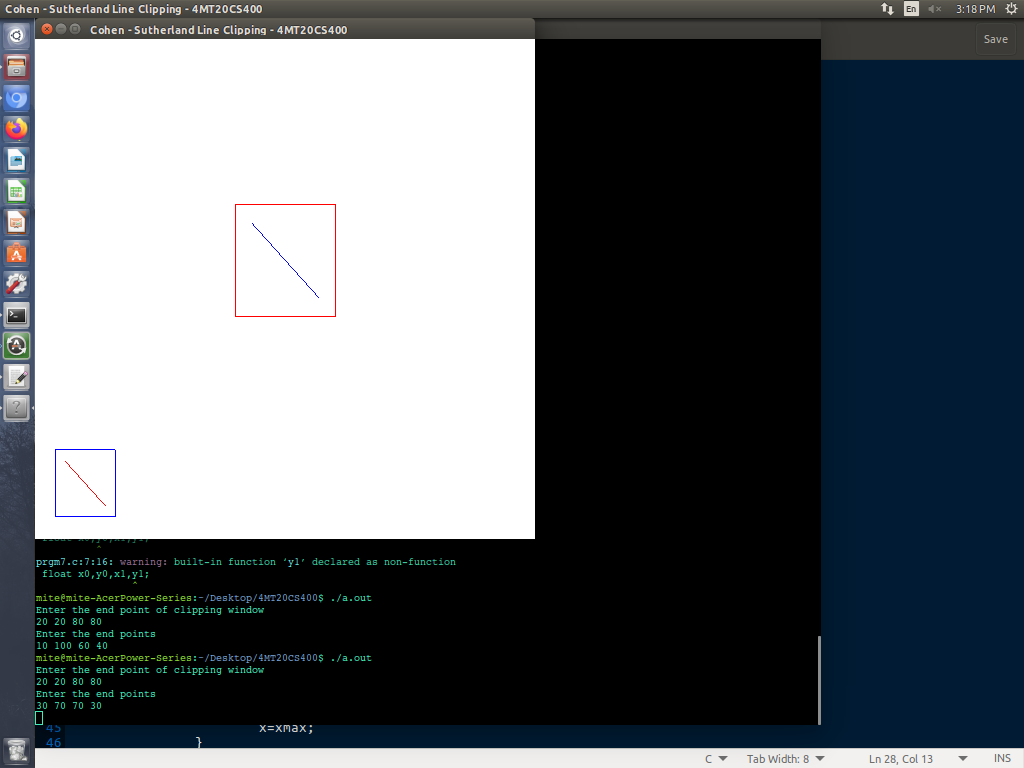 Cohen - Sutherland Line Clipping - 4MT20CS400
En
3:18 PM
Cohen - Sutherland Line Clipping - 4MT20CS400
Save
float x0,y0,x1,y1;
^
prgm7.c:7:16: warning: built-in function ‘y1’ declared as non-function
float x0,y0,x1,y1;
^
mite@mite-AcerPower-Series:~/Desktop/4MT20CS400$ ./a.out
Enter the end point of clipping window
20 20 80 80
Enter the end points
10 100 60 40
mite@mite-AcerPower-Series:~/Desktop/4MT20CS400$ ./a.out
Enter the end point of clipping window
20 20 80 80
Enter the end points
30 70 70 30
45 x=xmax;
46 }
C Tab Width: 8 Ln 28, Col 13 INS